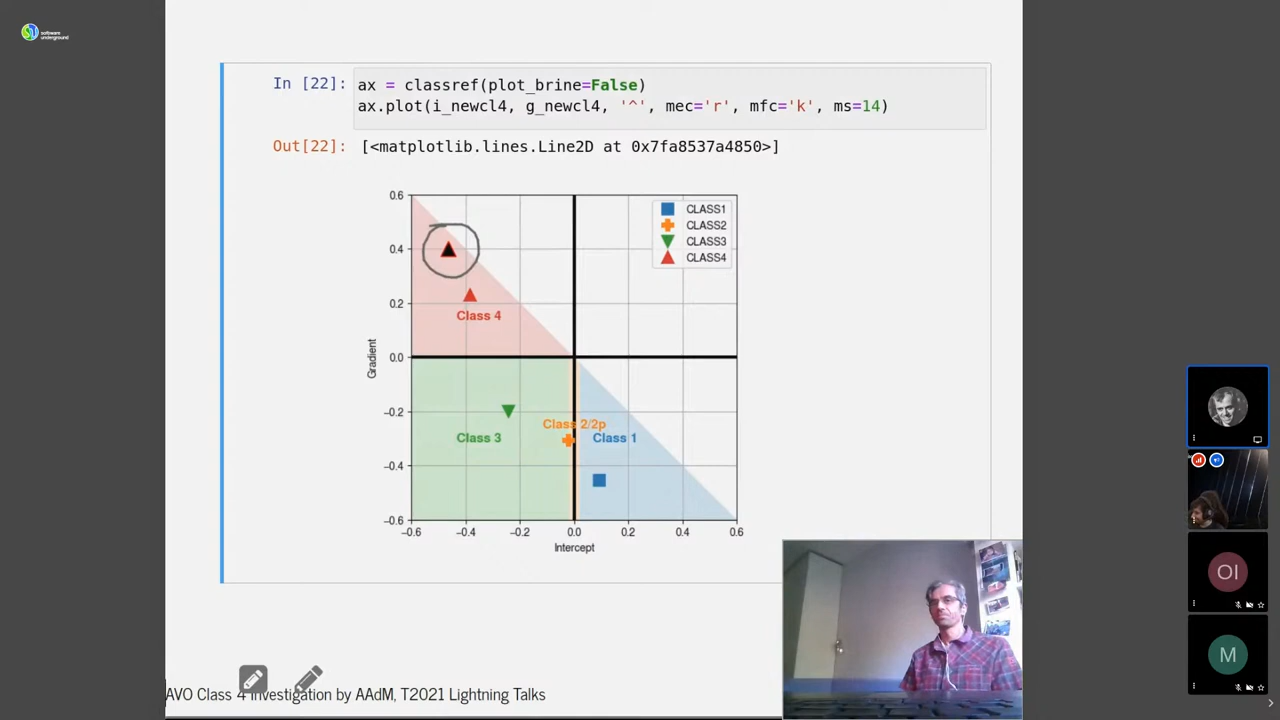 software
underground
In [22]: ax = classref(plot_brine=False)
ax.plot(i_newcl4, g_newcl4, '^', mec='r', mfc='k', ms=14)
Out[22]: [<matplotlib.lines.Line2D at 0x7fa8537a4850>]
0.6
0.4
0.2
0.0
−0.2
−0.4
−0.6
Gradient
CLASS1
CLASS2
CLASS3
CLASS4
Class 4
Class 2/2p
Class 3
Class 1
−0.6 −0.4 −0.2 0.0 0.2 0.4 0.6
Intercept
OI
M
AVO Class 4 Investigation by AAdM, T2021 Lightning Talks